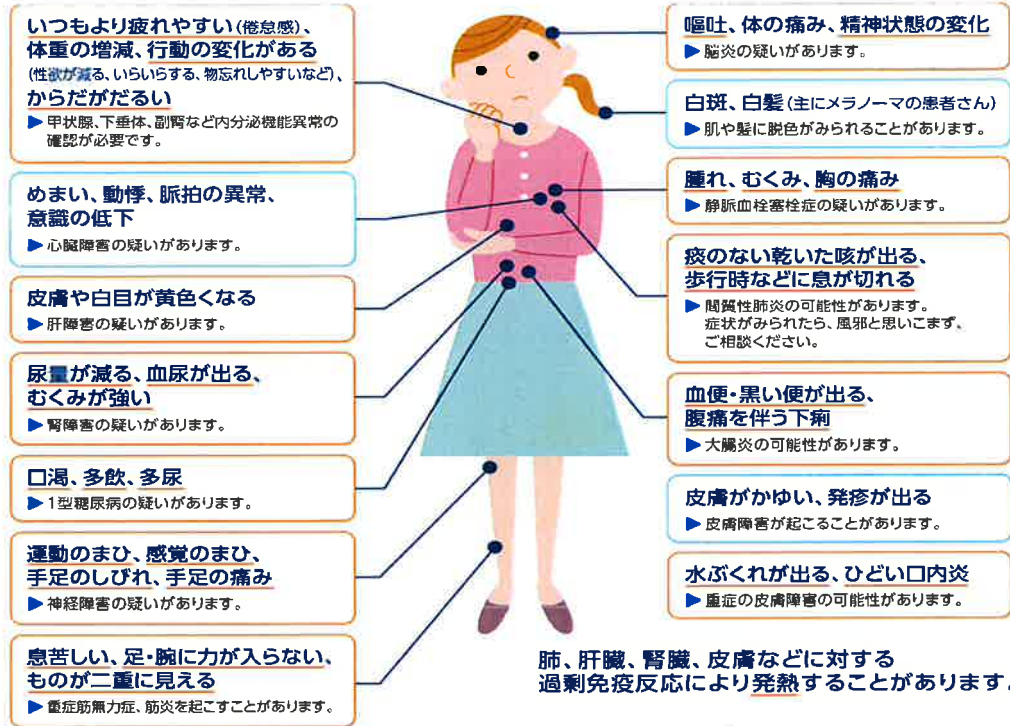 いつもより疲れやすい(倦怠感)、
体重の増減、行動の変化がある
(性欲が減る、いらいらする、物忘れしやすいなど)、
からだがだるい
▶甲状腺、下垂体、副腎など内分泌機能異常の
確認が必要です。
めまい、動悸、脈拍の異常、
意識の低下
▶心臓障害の疑いがあります。
皮膚や白目が黄色くなる
▶肝障害の疑いがあります。
尿量が減る、血尿が出る、
むくみが強い
▶腎障害の疑いがあります。
口渇、多飲、多尿
▶1型糖尿病の疑いがあります。
運動のまひ、感覚のまひ、
手足のしびれ、手足の痛み
▶神経障害の疑いがあります。
息苦しい、足・腕に力が入らない、
ものが二重に見える
▶重症筋無力症、筋炎を起こすことがあります。
嘔吐、体の痛み、精神状態の変化
▶脳炎の疑いがあります。
白斑、白髪(主にメラノーマの患者さん)
▶肌や髪に脱色がみられることがあります。
腫れ、むくみ、胸の痛み
▶静脈血栓塞栓症の疑いがあります。
痰のない乾いた咳が出る、
歩行時などに息が切れる
▶間質性肺炎の可能性があります。
症状がみられたら、風邪と思いこまず、
ご相談ください。
血便・黒い便が出る、
腹痛を伴う下痢
▶大腸炎の可能性があります。
皮膚がかゆい、発疹が出る
▶皮膚障害が起こることがあります。
水ぶくれが出る、ひどい口内炎
▶重症の皮膚障害の可能性があります。
肺、肝臓、腎臓、皮膚などに対する
過剰免疫反応により発熱することがあります。